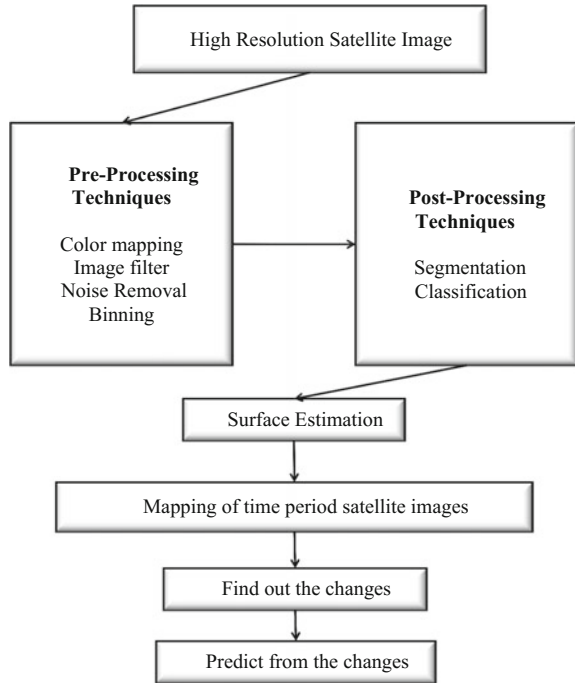 High Resolution Satellite Image
Pre-Processing
Techniques
Color mapping
Image filter
Noise Removal
Binning
Post-Processing
Techniques
Segmentation
Classification
Surface Estimation
Mapping of time period satellite images
Find out the changes
Predict from the changes